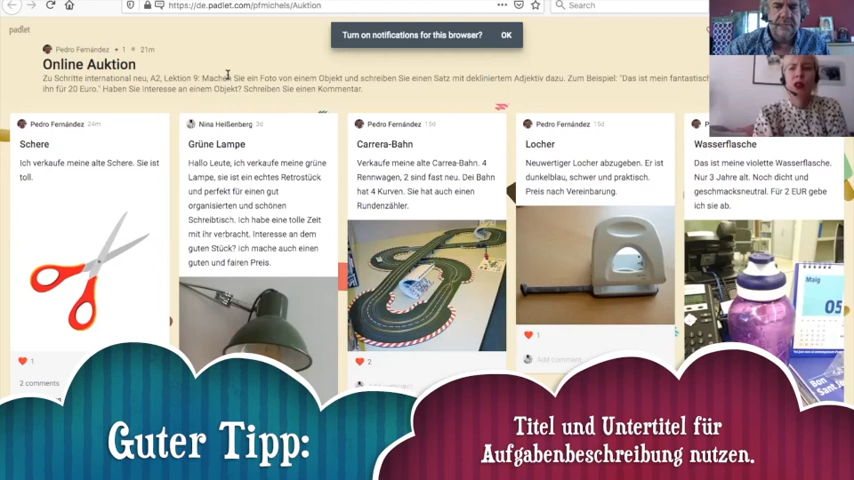 https://de.padlet.com/pfmichels/Auktion
Search
padlet
Turn on notifications for this browser? OK
Pedro Fernández 1 21m
Online Auktion
Zu Schritte international neu, A2, Lektion 9: Machen Sie ein Foto von einem Objekt und schreiben Sie einen Satz mit dekliniertem Adjektiv dazu. Zum Beispiel: "Das ist mein fantastisch
ihn für 20 Euro." Haben Sie Interesse an einem Objekt? Schreiben Sie einen Kommentar.
Pedro Fernández 24m
Schere
Ich verkaufe meine alte Schere. Sie ist
toll.
1
2 comments
Nina Heißenberg 3d
Grüne Lampe
Hallo Leute, ich verkaufe meine grüne
Lampe, sie ist ein echtes Retrostück
und perfekt für einen gut
organisierten und schönen
Schreibtisch. Ich habe eine tolle Zeit
mit ihr verbracht. Interesse an dem
guten Stück? Ich mache auch einen
guten und fairen Preis.
Pedro Fernández 15d
Carrera-Bahn
Verkaufe meine alte Carrea-Bahn. 4
Rennwagen, 2 sind fast neu. Dei Bahn
hat 4 Kurven. Sie hat auch einen
Rundenzähler.
2
Pedro Fernández 15d
Locher
Neuwertiger Locher abzugeben. Er ist
dunkelblau, schwer und praktisch.
Preis nach Vereinbarung.
1
Add comment
Pedro Fernández
Wasserflasche
Das ist meine violette Wasserflasche.
Nur 3 Jahre alt. Noch dicht und
geschmacksneutral. Für 2 EUR gebe
ich sie ab.
Maig
05
Bon
Sant
Guter Tipp:
Titel und Untertitel für
Aufgabenbeschreibung nutzen.